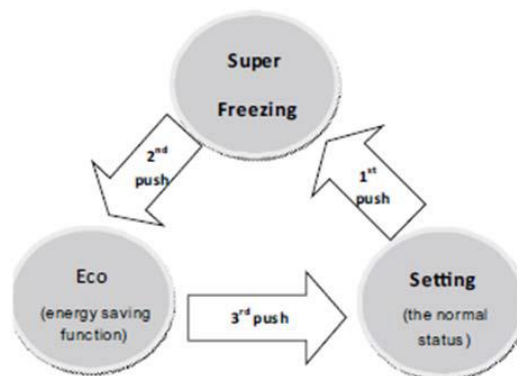 Super
Freezing
2nd
push
1st
push
Eco
(energy saving
function)
3rd push
Setting
(the normal
status)